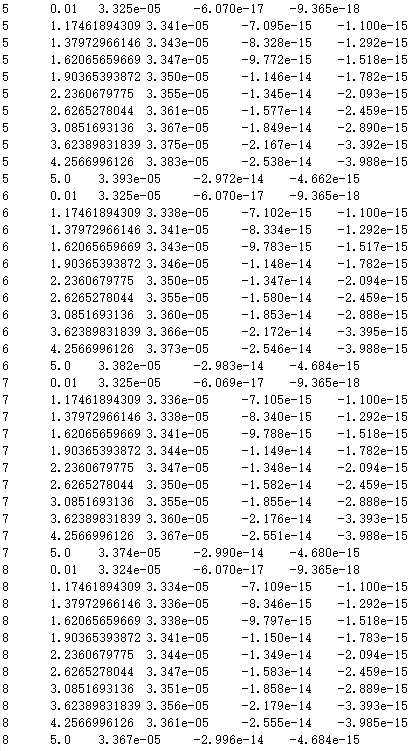 5 0.01 3.325e-05 -6.070e-17 -9.365e-18
5 1.17461894309 3.341e-05 -7.095e-15 -1.100e-15
5 1.37972966146 3.343e-05 -8.328e-15 -1.292e-15
5 1.62065659669 3.347e-05 -9.772e-15 -1.518e-15
5 1.90365393872 3.350e-05 -1.146e-14 -1.782e-15
5 2.2360679775 3.355e-05 -1.345e-14 -2.093e-15
5 2.6265278044 3.361e-05 -1.577e-14 -2.459e-15
5 3.0851693136 3.367e-05 -1.849e-14 -2.890e-15
5 3.62389831839 3.375e-05 -2.167e-14 -3.392e-15
5 4.2566996126 3.383e-05 -2.538e-14 -3.988e-15
5 5.0 3.393e-05 -2.972e-14 -4.662e-15
6 0.01 3.325e-05 -6.070e-17 -9.365e-18
6 1.17461894309 3.338e-05 -7.102e-15 -1.100e-15
6 1.37972966146 3.341e-05 -8.334e-15 -1.292e-15
6 1.62065659669 3.343e-05 -9.783e-15 -1.517e-15
6 1.90365393872 3.346e-05 -1.148e-14 -1.782e-15
6 2.2360679775 3.350e-05 -1.347e-14 -2.094e-15
6 2.6265278044 3.355e-05 -1.580e-14 -2.459e-15
6 3.0851693136 3.360e-05 -1.853e-14 -2.888e-15
6 3.62389831839 3.366e-05 -2.172e-14 -3.395e-15
6 4.2566996126 3.373e-05 -2.546e-14 -3.988e-15
6 5.0 3.382e-05 -2.983e-14 -4.684e-15
7 0.01 3.325e-05 -6.069e-17 -9.365e-18
7 1.17461894309 3.336e-05 -7.105e-15 -1.100e-15
7 1.37972966146 3.338e-05 -8.340e-15 -1.292e-15
7 1.62065659669 3.341e-05 -9.788e-15 -1.518e-15
7 1.90365393872 3.344e-05 -1.149e-14 -1.782e-15
7 2.2360679775 3.347e-05 -1.348e-14 -2.094e-15
7 2.6265278044 3.350e-05 -1.582e-14 -2.459e-15
7 3.0851693136 3.355e-05 -1.855e-14 -2.888e-15
7 3.62389831839 3.360e-05 -2.176e-14 -3.393e-15
7 4.2566996126 3.367e-05 -2.551e-14 -3.988e-15
7 5.0 3.374e-05 -2.990e-14 -4.680e-15
8 0.01 3.324e-05 -6.070e-17 -9.365e-18
8 1.17461894309 3.334e-05 -7.109e-15 -1.100e-15
8 1.37972966146 3.336e-05 -8.346e-15 -1.292e-15
8 1.62065659669 3.338e-05 -9.797e-15 -1.518e-15
8 1.90365393872 3.341e-05 -1.150e-14 -1.783e-15
8 2.2360679775 3.344e-05 -1.349e-14 -2.094e-15
8 2.6265278044 3.347e-05 -1.583e-14 -2.459e-15
8 3.0851693136 3.351e-05 -1.858e-14 -2.889e-15
8 3.62389831839 3.356e-05 -2.179e-14 -3.393e-15
8 4.2566996126 3.361e-05 -2.555e-14 -3.985e-15
8 5.0 3.367e-05 -2.996e-14 -4.684e-15